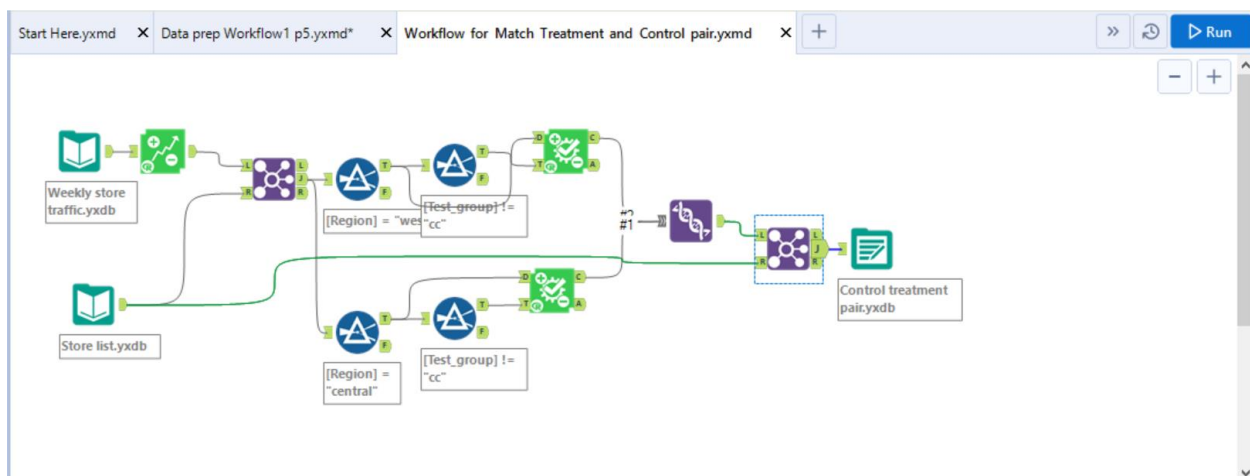 Start Here.yxmd
Data prep Workflow1 p5.yxmd*
Workflow for Match Treatment and Control pair.yxmd
Run
Weekly store
traffic.yxdb
[Region] = "wes
[Test_group] !=
"cc"
#1
Control treatment
pair.yxdb
Store list.yxdb
[Region] =
"central"
[Test_group] !=
"cc"
L
R
L
J
R
T
F
T
F
D
T
C
A
T
F
T
F
D
T
C
A
L
R
L
J
R